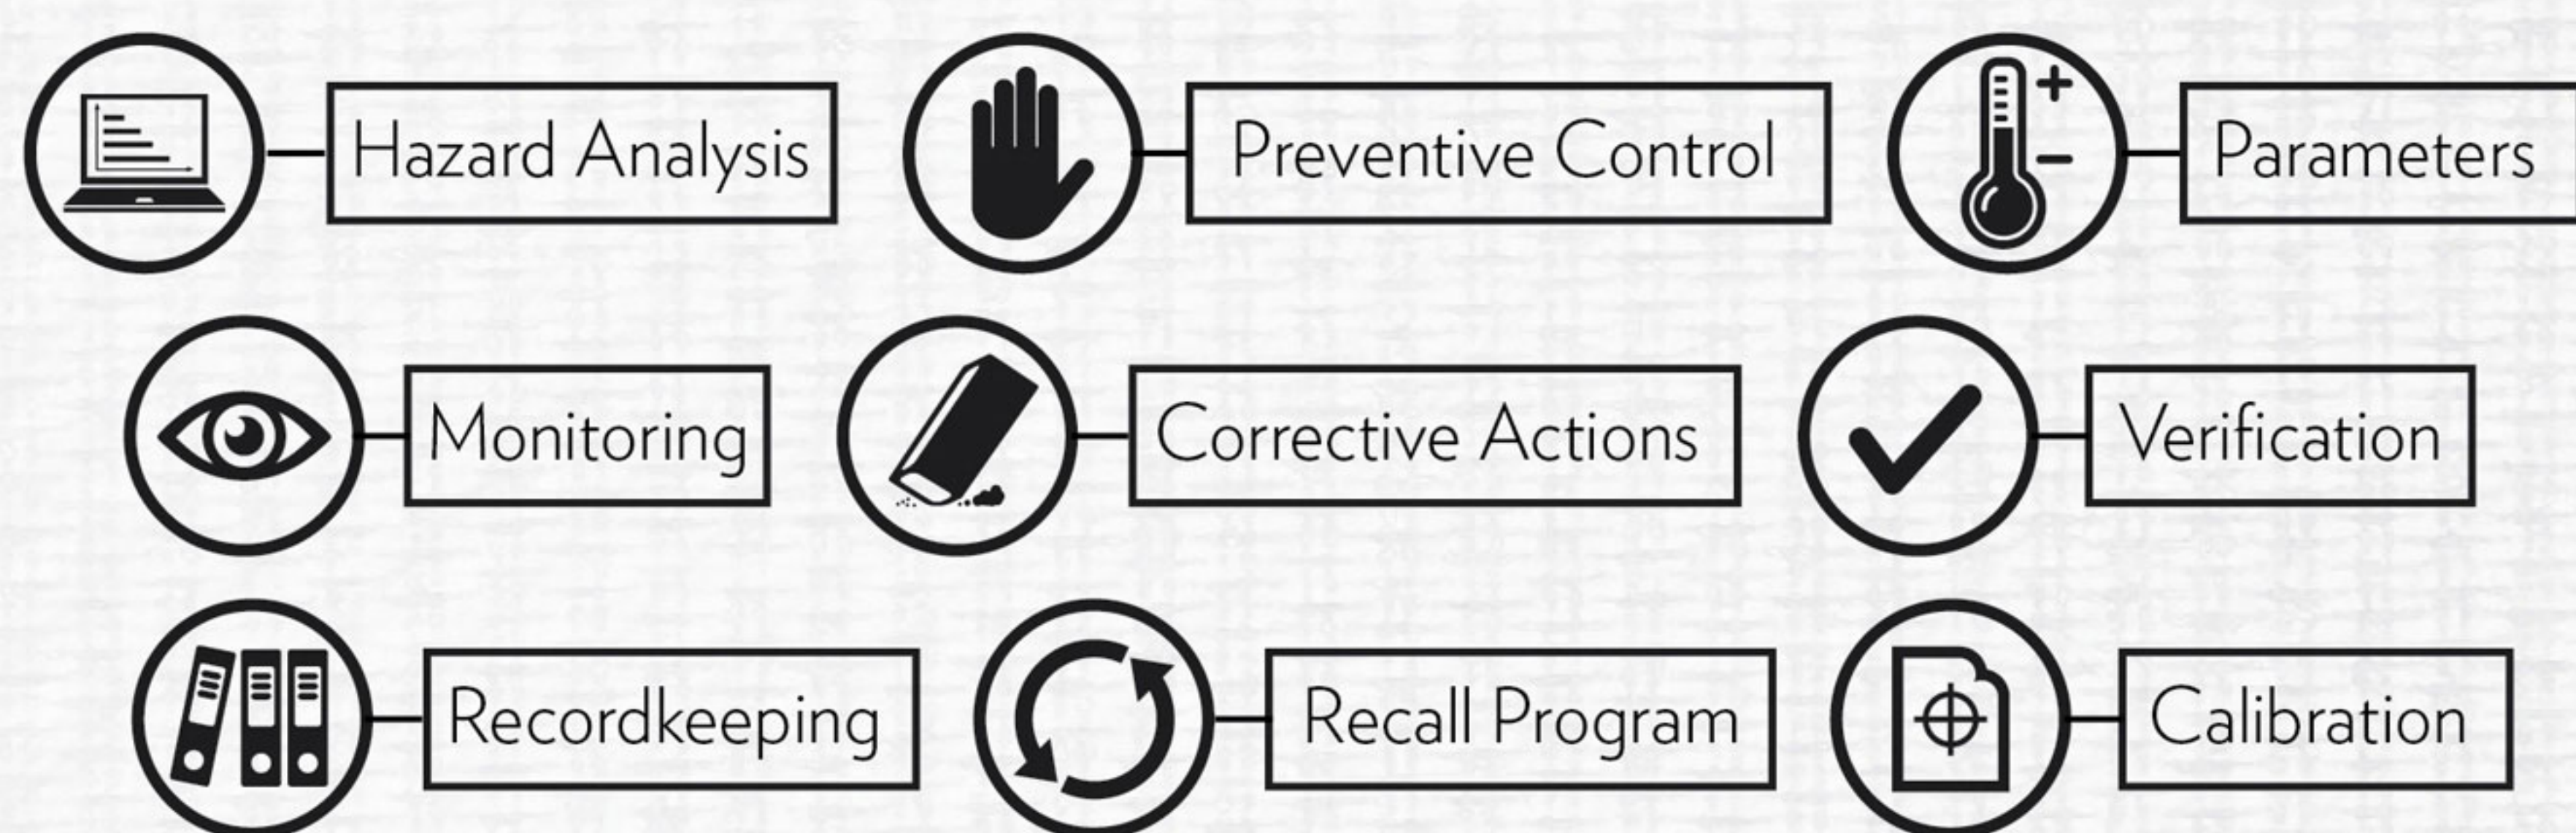 Hazard Analysis
Preventive Control
Parameters
Monitoring
Corrective Actions
Verification
Recordkeeping
Recall Program
Calibration